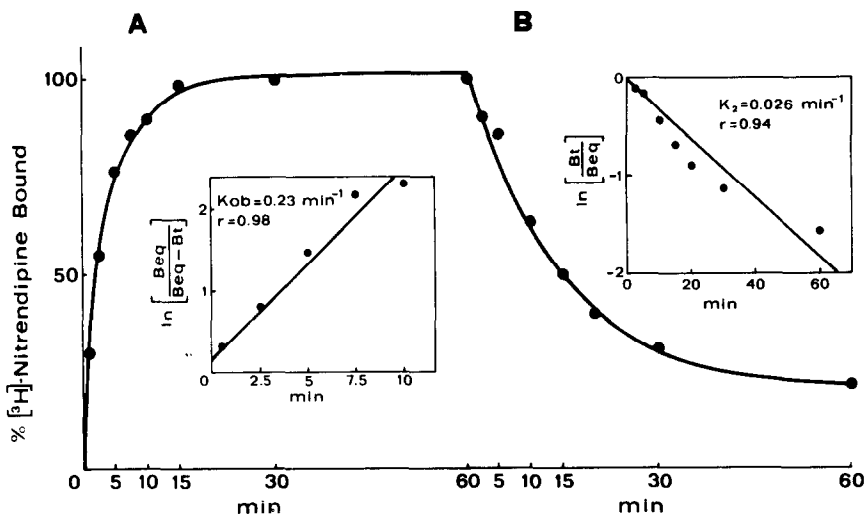 A
B
% [³H]-Nitrendipine Bound
100
50
0 5 10 15 30 60 5 10 15 30 60
min
min
Kob=0.23 min⁻¹
r=0.98
ln [Beq / Beq-Bt]
2
1
0 2.5 5 7.5 10
min
K₂=0.026 min⁻¹
r=0.94
ln [Bt / Beq]
0
-1
-2
0 20 40 60
min